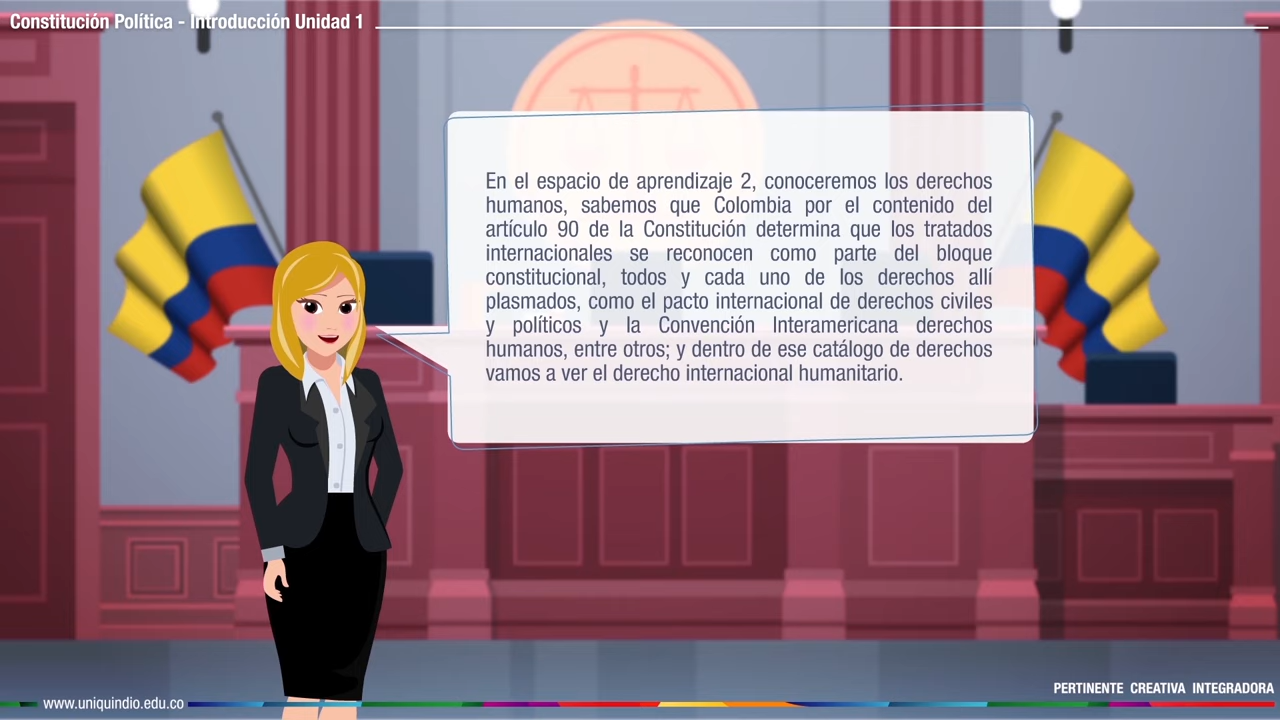 Constitución Política - Introducción Unidad 1
En el espacio de aprendizaje 2, conoceremos los derechos
humanos, sabemos que Colombia por el contenido del
artículo 90 de la Constitución determina que los tratados
internacionales se reconocen como parte del bloque
constitucional, todos y cada uno de los derechos allí
plasmados, como el pacto internacional de derechos civiles
y políticos y la Convención Interamericana derechos
humanos, entre otros; y dentro de ese catálogo de derechos
vamos a ver el derecho internacional humanitario.
PERTINENTE CREATIVA INTEGRADORA
www.uniquindio.edu.co